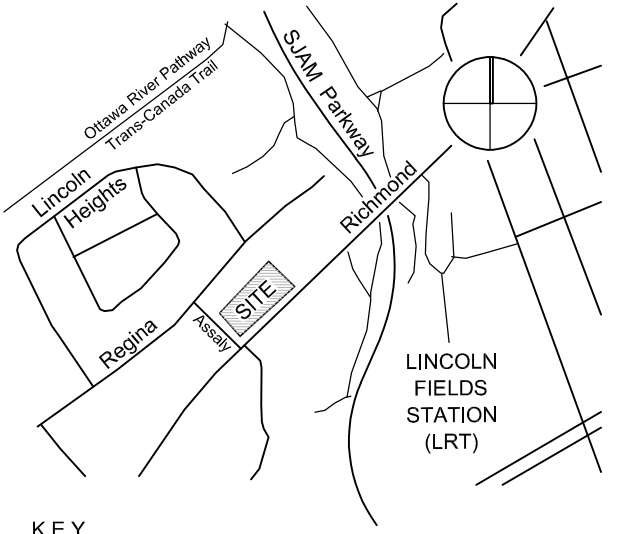 SJAM Parkway
Ottawa River Pathway
Trans-Canada Trail
Lincoln
Heights
Richmond
SITE
Assaly
Regina
LINCOLN
FIELDS
STATION
(LRT)
KEY